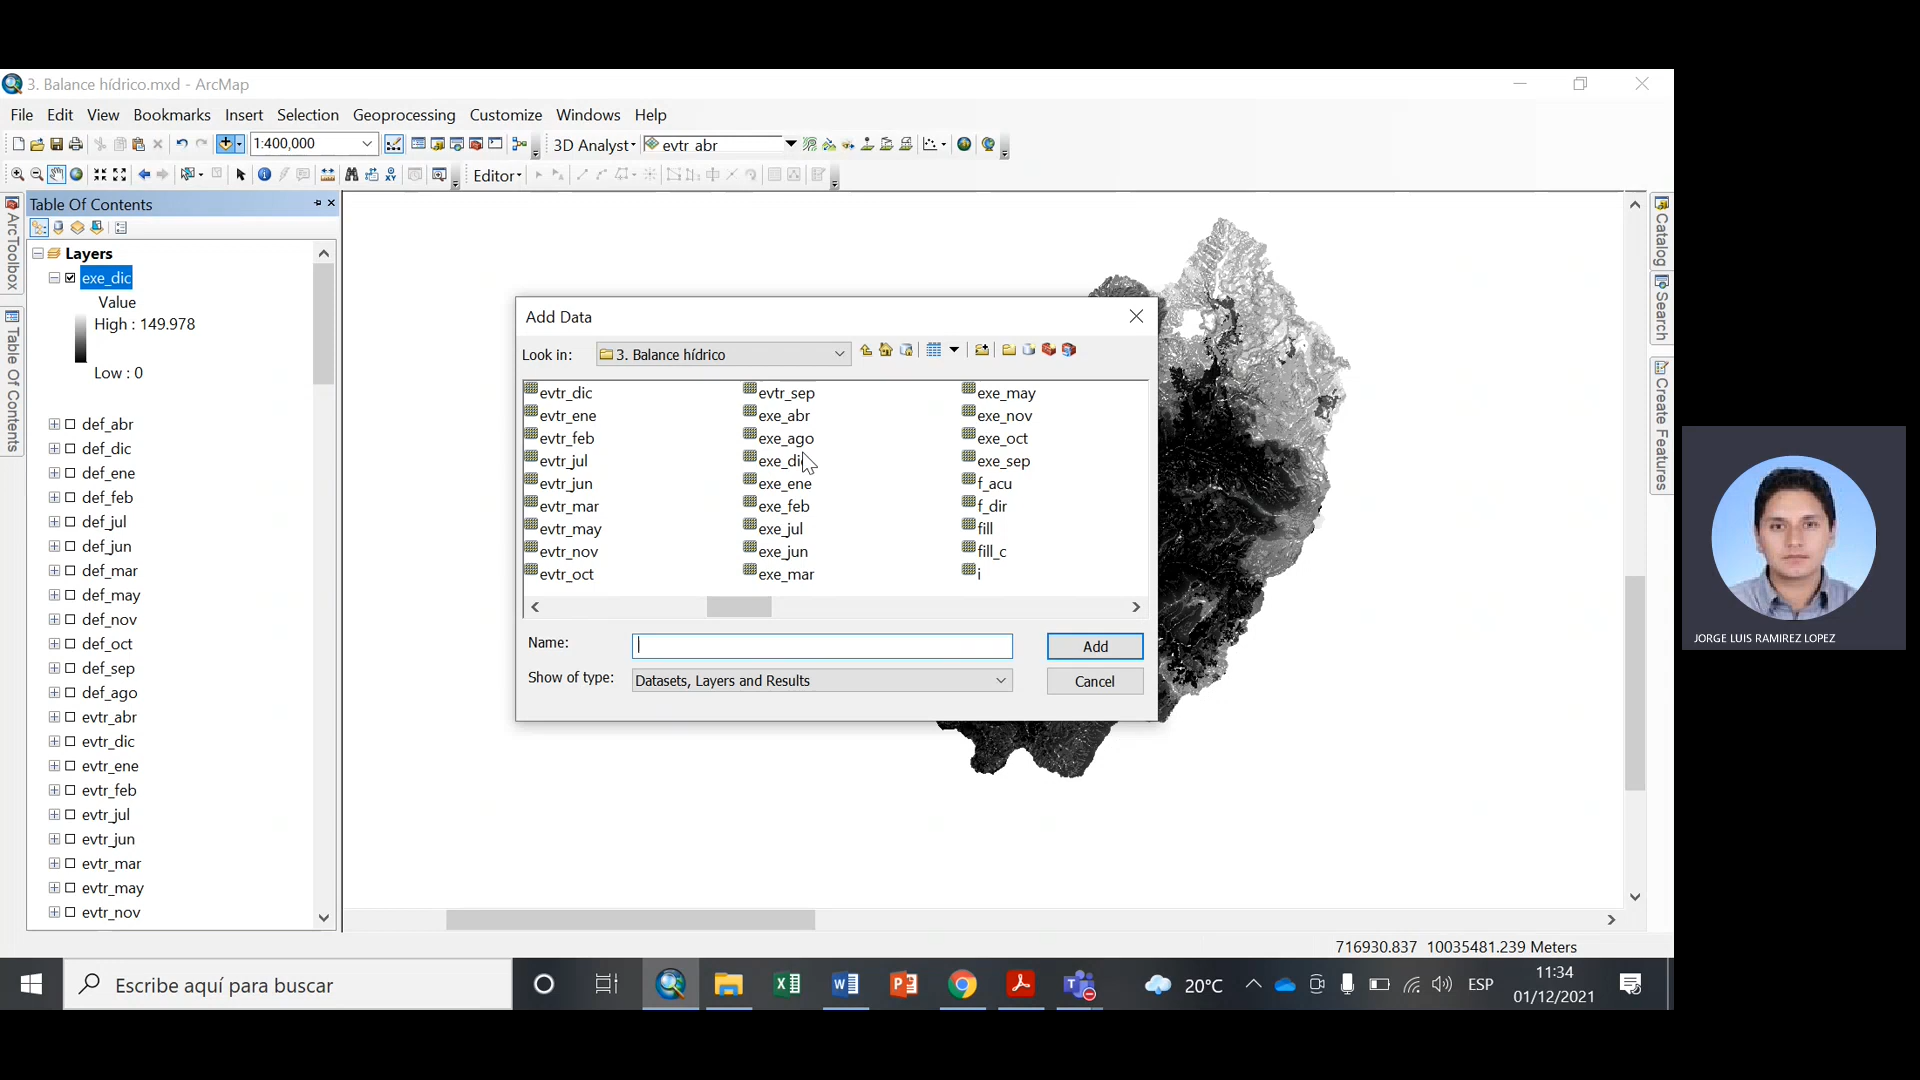 3. Balance hídrico.mxd - ArcMap
File Edit View Bookmarks Insert Selection Geoprocessing Customize Windows Help
1:400,000
3D Analyst
evtr abr
Editor
Table Of Contents
ArcToolbox
Table Of Contents
Layers
exe_dic
Value
High : 149.978
Low : 0
def_abr
def_dic
def_ene
def_feb
def_jul
def_jun
def_mar
def_may
def_nov
def_oct
def_sep
def_ago
evtr_abr
evtr_dic
evtr_ene
evtr_feb
evtr_jul
evtr_jun
evtr_mar
evtr_may
evtr_nov
Add Data
Look in: 3. Balance hídrico
evtr_dic
evtr_ene
evtr_feb
evtr_jul
evtr_jun
evtr_mar
evtr_may
evtr_nov
evtr_oct
evtr_sep
exe_abr
exe_ago
exe_di
exe_ene
exe_feb
exe_jul
exe_jun
exe_mar
exe_may
exe_nov
exe_oct
exe_sep
f_acu
f_dir
fill
fill_c
i
Name:
Add
Show of type: Datasets, Layers and Results
Cancel
Catalog
Search
Create Features
716930.837 10035481.239 Meters
Escribe aquí para buscar
20°C
ESP
11:34
01/12/2021
JORGE LUIS RAMIREZ LOPEZ